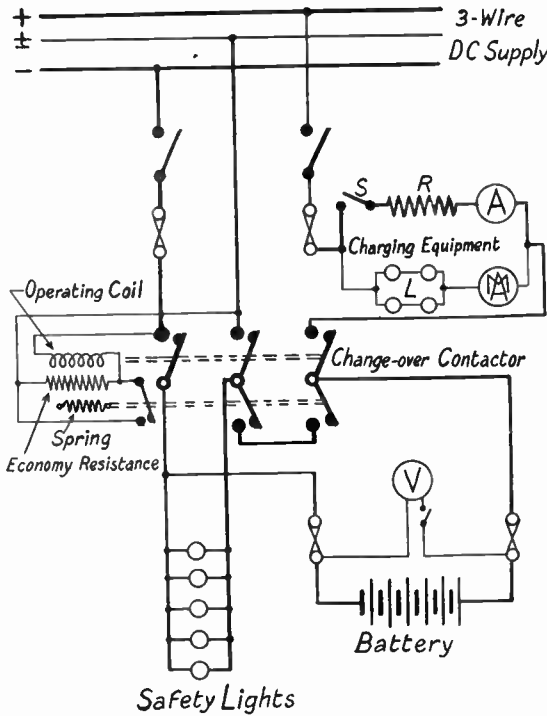 +
3-Wire
±
DC Supply
−
S
R
A
Charging Equipment
L
Operating Coil
Change-over Contactor
Spring
Economy Resistance
V
Battery
Safety Lights